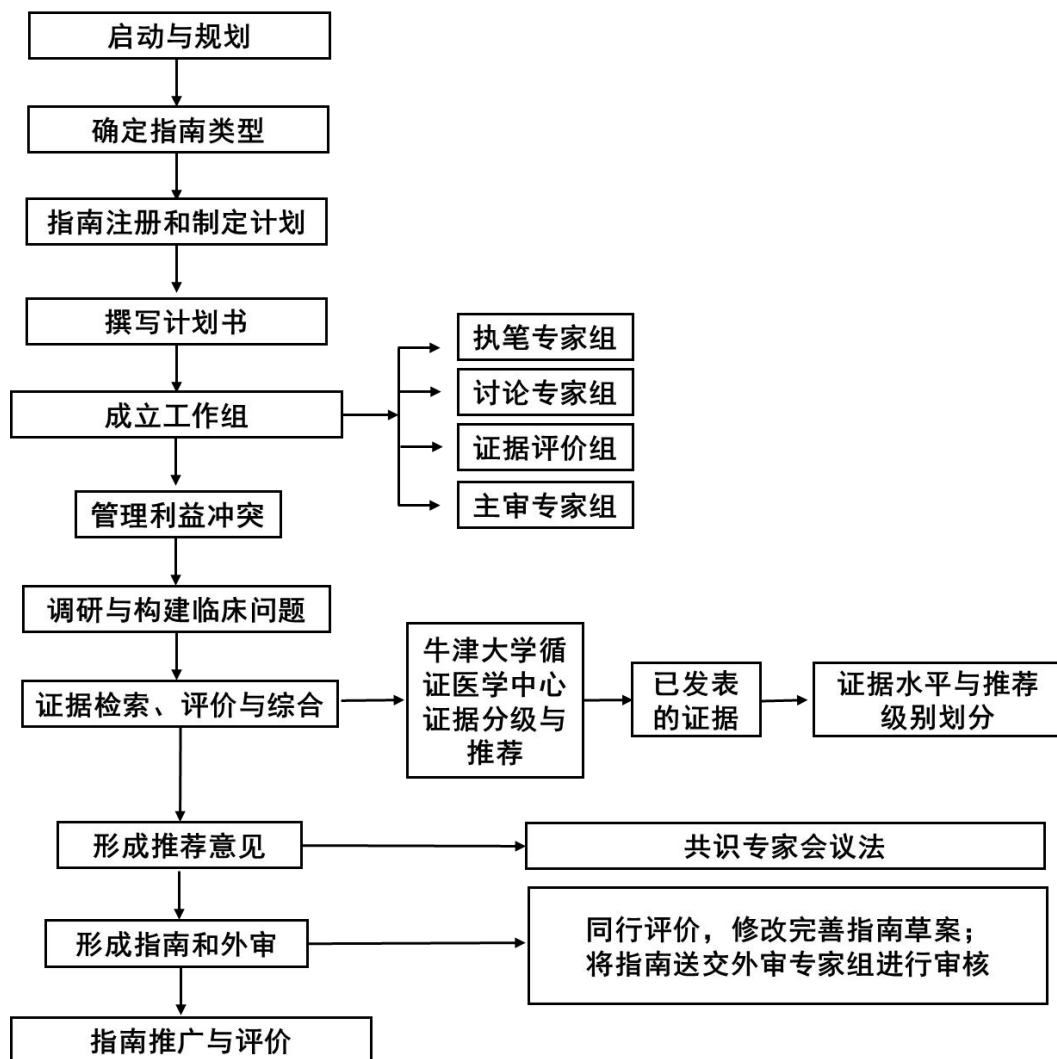 启动与规划
确定指南类型
指南注册和制定计划
撰写计划书
成立工作组
执笔专家组
讨论专家组
证据评价组
主审专家组
管理利益冲突
调研与构建临床问题
证据检索、评价与综合
牛津大学循
证医学中心
证据分级与
推荐
已发表
的证据
证据水平与推荐
级别划分
形成推荐意见
共识专家会议法
形成指南和外审
同行评价，修改完善指南草案；
将指南送交外审专家组进行审核
指南推广与评价